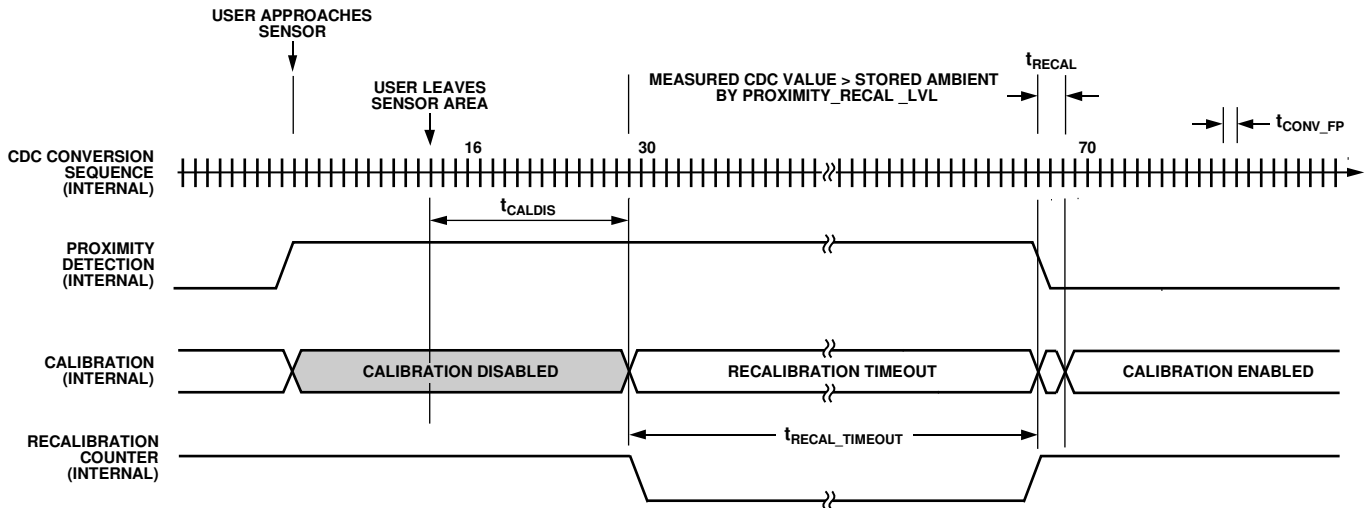 USER APPROACHES
SENSOR
USER LEAVES
SENSOR AREA
MEASURED CDC VALUE > STORED AMBIENT
BY PROXIMITY_RECAL _LVL
tRECAL
tCONV_FP
CDC CONVERSION
SEQUENCE
(INTERNAL)
16
30
70
tCALDIS
PROXIMITY
DETECTION
(INTERNAL)
CALIBRATION
(INTERNAL)
CALIBRATION DISABLED
RECALIBRATION TIMEOUT
CALIBRATION ENABLED
RECALIBRATION
COUNTER
(INTERNAL)
tRECAL_TIMEOUT